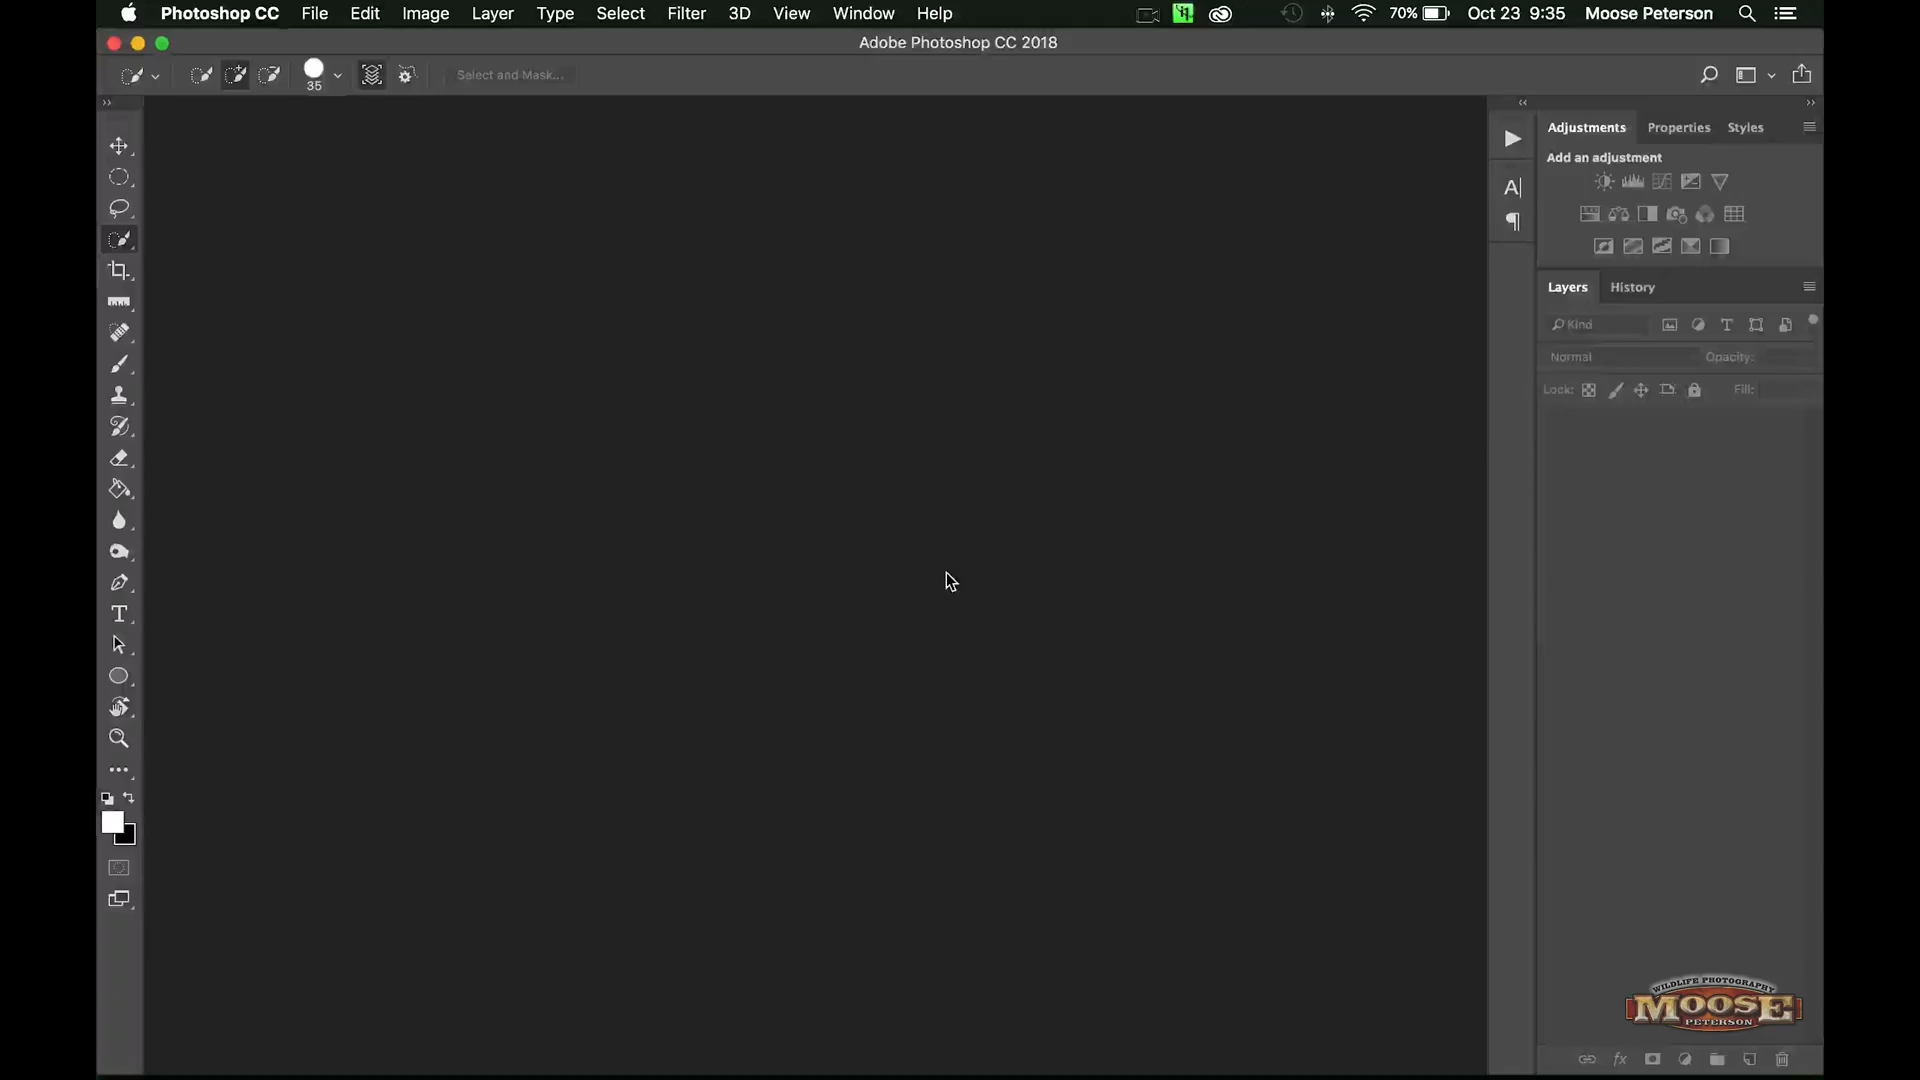 Photoshop CC File Edit Image Layer Type Select Filter 3D View Window Help 70% Oct 23 9:35 Moose Peterson
Adobe Photoshop CC 2018
35 Select and Mask...
Adjustments Properties Styles
Add an adjustment
Layers History
Kind
Normal Opacity:
Lock: Fill:
WILDLIFE PHOTOGRAPHY
MOOSE
PETERSON